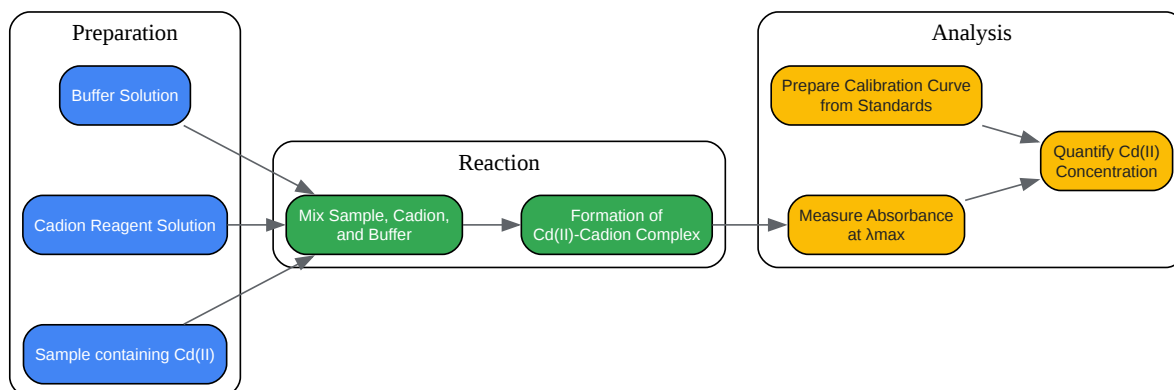 Preparation
Buffer Solution
Cadion Reagent Solution
Sample containing Cd(II)
Reaction
Mix Sample, Cadion,
and Buffer
Formation of
Cd(II)-Cadion Complex
Analysis
Prepare Calibration Curve
from Standards
Measure Absorbance
at λmax
Quantify Cd(II)
Concentration